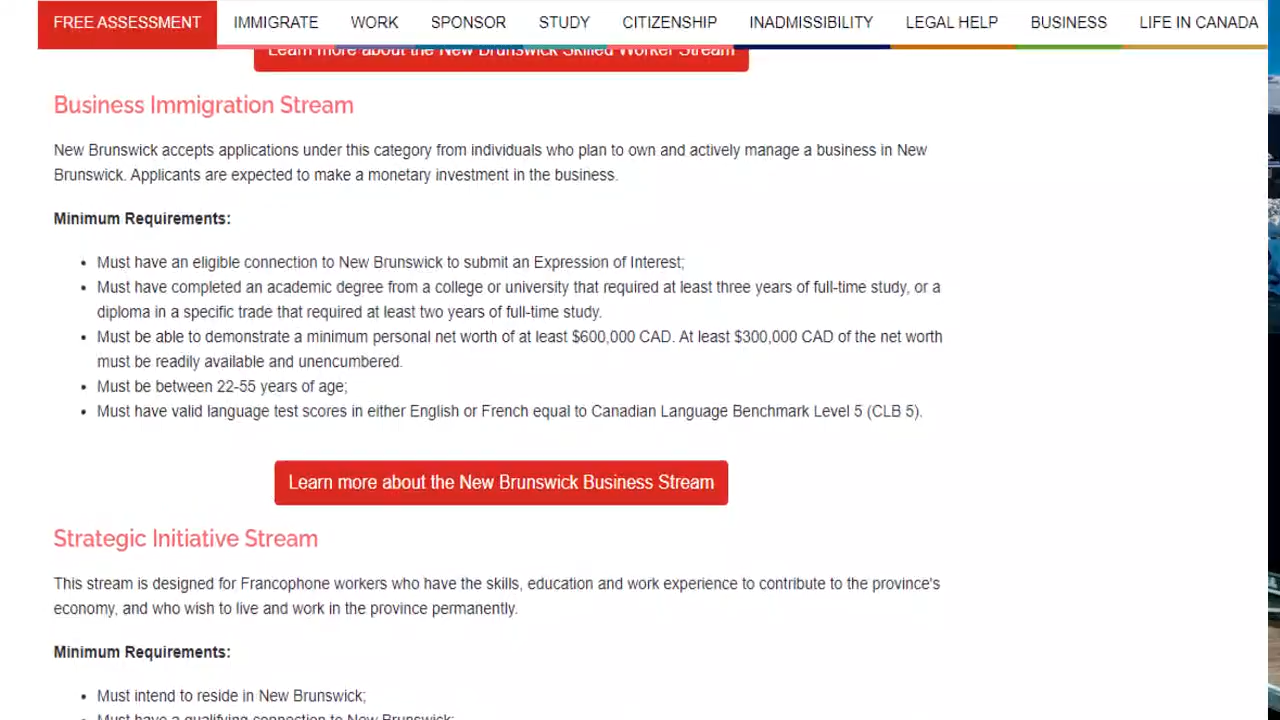 FREE ASSESSMENT IMMIGRATE WORK SPONSOR STUDY CITIZENSHIP INADMISSIBILITY LEGAL HELP BUSINESS LIFE IN CANADA
Learn more about the New Brunswick Skilled Worker Stream
Business Immigration Stream
New Brunswick accepts applications under this category from individuals who plan to own and actively manage a business in New
Brunswick. Applicants are expected to make a monetary investment in the business.
Minimum Requirements:
• Must have an eligible connection to New Brunswick to submit an Expression of Interest;
• Must have completed an academic degree from a college or university that required at least three years of full-time study, or a
diploma in a specific trade that required at least two years of full-time study.
• Must be able to demonstrate a minimum personal net worth of at least $600,000 CAD. At least $300,000 CAD of the net worth
must be readily available and unencumbered.
• Must be between 22-55 years of age;
• Must have valid language test scores in either English or French equal to Canadian Language Benchmark Level 5 (CLB 5).
Learn more about the New Brunswick Business Stream
Strategic Initiative Stream
This stream is designed for Francophone workers who have the skills, education and work experience to contribute to the province's
economy, and who wish to live and work in the province permanently.
Minimum Requirements:
• Must intend to reside in New Brunswick;
• Must have a qualifying connection to New Brunswick;